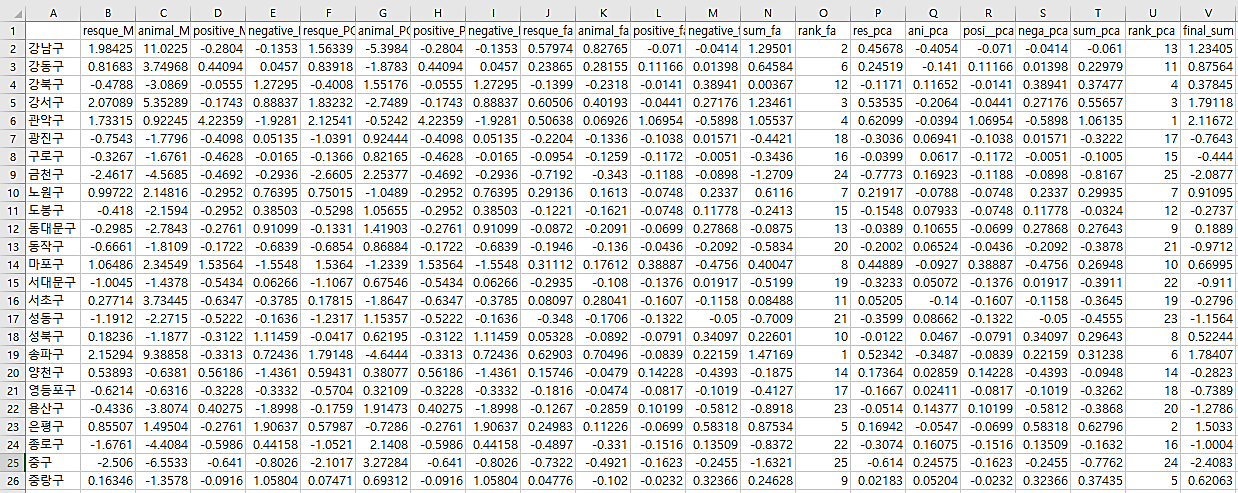 A B C D E F G H I J K L M N O P Q R S T U V
1 resque_M animal_M positive_M negative_ resque_PC animal_PC positive_P negative_ resque_fa animal_fa positive_fa negative_f sum_fa rank_fa res_pca ani_pca posi__pca nega_pca sum_pca rank_pca final_sum
2 강남구 1.98425 11.0225 -0.2804 -0.1353 1.56339 -5.3984 -0.2804 -0.1353 0.57974 0.82765 -0.071 -0.0414 1.29501 2 0.45678 -0.4054 -0.071 -0.0414 -0.061 13 1.23405
3 강동구 0.81683 3.74968 0.44094 0.0457 0.83918 -1.8783 0.44094 0.0457 0.23865 0.28155 0.11166 0.01398 0.64584 6 0.24519 -0.141 0.11166 0.01398 0.22979 11 0.87564
4 강북구 -0.4788 -3.0869 -0.0555 1.27295 -0.4008 1.55176 -0.0555 1.27295 -0.1399 -0.2318 -0.0141 0.38941 0.00367 12 -0.1171 0.11652 -0.0141 0.38941 0.37477 4 0.37845
5 강서구 2.07089 5.35289 -0.1743 0.88837 1.83232 -2.7489 -0.1743 0.88837 0.60506 0.40193 -0.0441 0.27176 1.23461 3 0.53535 -0.2064 -0.0441 0.27176 0.55657 3 1.79118
6 관악구 1.73315 0.92245 4.22359 -1.9281 2.12541 -0.5242 4.22359 -1.9281 0.50638 0.06926 1.06954 -0.5898 1.05537 4 0.62099 -0.0394 1.06954 -0.5898 1.06135 1 2.11672
7 광진구 -0.7543 -1.7796 -0.4098 0.05135 -1.0391 0.92444 -0.4098 0.05135 -0.2204 -0.1336 -0.1038 0.01571 -0.4421 18 -0.3036 0.06941 -0.1038 0.01571 -0.3222 17 -0.7643
8 구로구 -0.3267 -1.6761 -0.4628 -0.0165 -0.1366 0.82165 -0.4628 -0.0165 -0.0954 -0.1259 -0.1172 -0.0051 -0.3436 16 -0.0399 0.0617 -0.1172 -0.0051 -0.1005 15 -0.444
9 금천구 -2.4617 -4.5685 -0.4692 -0.2936 -2.6605 2.25377 -0.4692 -0.2936 -0.7192 -0.343 -0.1188 -0.0898 -1.2709 24 -0.7773 0.16923 -0.1188 -0.0898 -0.8167 25 -2.0877
10 노원구 0.99722 2.14816 -0.2952 0.76395 0.75015 -1.0489 -0.2952 0.76395 0.29136 0.1613 -0.0748 0.2337 0.6116 7 0.21917 -0.0788 -0.0748 0.2337 0.29935 7 0.91095
11 도봉구 -0.418 -2.1594 -0.2952 0.38503 -0.5298 1.05655 -0.2952 0.38503 -0.1221 -0.1621 -0.0748 0.11778 -0.2413 15 -0.1548 0.07933 -0.0748 0.11778 -0.0324 12 -0.2737
12 동대문구 -0.2985 -2.7843 -0.2761 0.91099 -0.1331 1.41903 -0.2761 0.91099 -0.0872 -0.2091 -0.0699 0.27868 -0.0875 13 -0.0389 0.10655 -0.0699 0.27868 0.27643 9 0.1889
13 동작구 -0.6661 -1.8109 -0.1722 -0.6839 -0.6854 0.86884 -0.1722 -0.6839 -0.1946 -0.136 -0.0436 -0.2092 -0.5834 20 -0.2002 0.06524 -0.0436 -0.2092 -0.3878 21 -0.9712
14 마포구 1.06486 2.34549 1.53564 -1.5548 1.5364 -1.2339 1.53564 -1.5548 0.31112 0.17612 0.38887 -0.4756 0.40047 8 0.44889 -0.0927 0.38887 -0.4756 0.26948 10 0.66995
15 서대문구 -1.0045 -1.4378 -0.5434 0.06266 -1.1067 0.67546 -0.5434 0.06266 -0.2935 -0.108 -0.1376 0.01917 -0.5199 19 -0.3233 0.05072 -0.1376 0.01917 -0.3911 22 -0.911
16 서초구 0.27714 3.73445 -0.6347 -0.3785 0.17815 -1.8647 -0.6347 -0.3785 0.08097 0.28041 -0.1607 -0.1158 0.08488 11 0.05205 -0.14 -0.1607 -0.1158 -0.3645 19 -0.2796
17 성동구 -1.1912 -2.2715 -0.5222 -0.1636 -1.2317 1.15357 -0.5222 -0.1636 -0.348 -0.1706 -0.1322 -0.05 -0.7009 21 -0.3599 0.08662 -0.1322 -0.05 -0.4555 23 -1.1564
18 성북구 0.18236 -1.1877 -0.3122 1.11459 -0.0417 0.62195 -0.3122 1.11459 0.05328 -0.0892 -0.0791 0.34097 0.22601 10 -0.0122 0.0467 -0.0791 0.34097 0.29643 8 0.52244
19 송파구 2.15294 9.38858 -0.3313 0.72436 1.79148 -4.6444 -0.3313 0.72436 0.62903 0.70496 -0.0839 0.22159 1.47169 1 0.52342 -0.3487 -0.0839 0.22159 0.31238 6 1.78407
20 양천구 0.53893 -0.6381 0.56186 -1.4361 0.59431 0.38077 0.56186 -1.4361 0.15746 -0.0479 0.14228 -0.4393 -0.1875 14 0.17364 0.02859 0.14228 -0.4393 -0.0948 14 -0.2823
21 영등포구 -0.6214 -0.6316 -0.3228 -0.3332 -0.5704 0.32109 -0.3228 -0.3332 -0.1816 -0.0474 -0.0817 -0.1019 -0.4127 17 -0.1667 0.02411 -0.0817 -0.1019 -0.3262 18 -0.7389
22 용산구 -0.4336 -3.8074 0.40275 -1.8998 -0.1759 1.91473 0.40275 -1.8998 -0.1267 -0.2859 0.10199 -0.5812 -0.8918 23 -0.0514 0.14377 0.10199 -0.5812 -0.3868 20 -1.2786
23 은평구 0.85507 1.49504 -0.2761 1.90637 0.57987 -0.7286 -0.2761 1.90637 0.24983 0.11226 -0.0699 0.58318 0.87534 5 0.16942 -0.0547 -0.0699 0.58318 0.62796 2 1.5033
24 종로구 -1.6761 -4.4084 -0.5986 0.44158 -1.0521 2.1408 -0.5986 0.44158 -0.4897 -0.331 -0.1516 0.13509 -0.8372 22 -0.3074 0.16075 -0.1516 0.13509 -0.1632 16 -1.0004
25 중구 -2.506 -6.5533 -0.641 -0.8026 -2.1017 3.27284 -0.641 -0.8026 -0.7322 -0.4921 -0.1623 -0.2455 -1.6321 25 -0.614 0.24575 -0.1623 -0.2455 -0.7762 24 -2.4083
26 중랑구 0.16346 -1.3578 -0.0916 1.05804 0.07471 0.69312 -0.0916 1.05804 0.04776 -0.102 -0.0232 0.32366 0.24628 9 0.02183 0.05204 -0.0232 0.32366 0.37435 5 0.62063